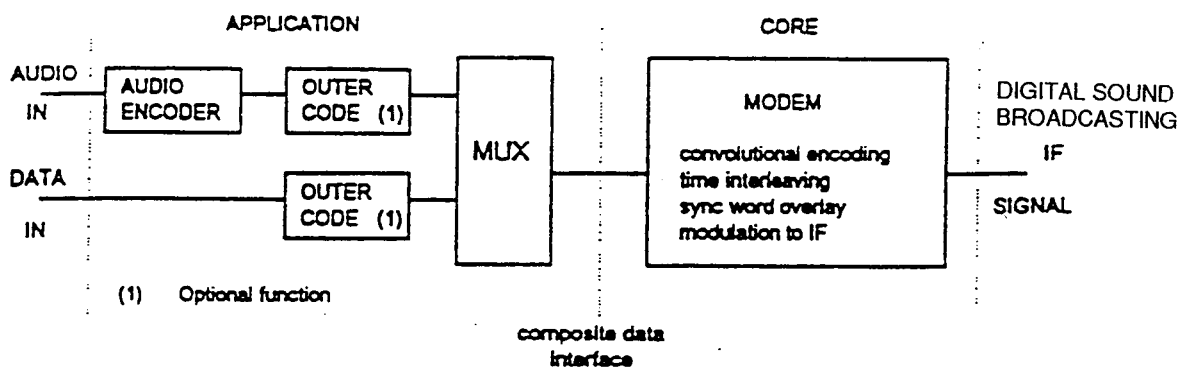 APPLICATION
CORE
AUDIO
IN
AUDIO
ENCODER
OUTER
CODE (1)
MUX
MODEM
convolutional encoding
time interleaving
sync word overlay
modulation to IF
DIGITAL SOUND
BROADCASTING
IF
SIGNAL
DATA
IN
OUTER
CODE (1)
(1) Optional function
composite data
interface